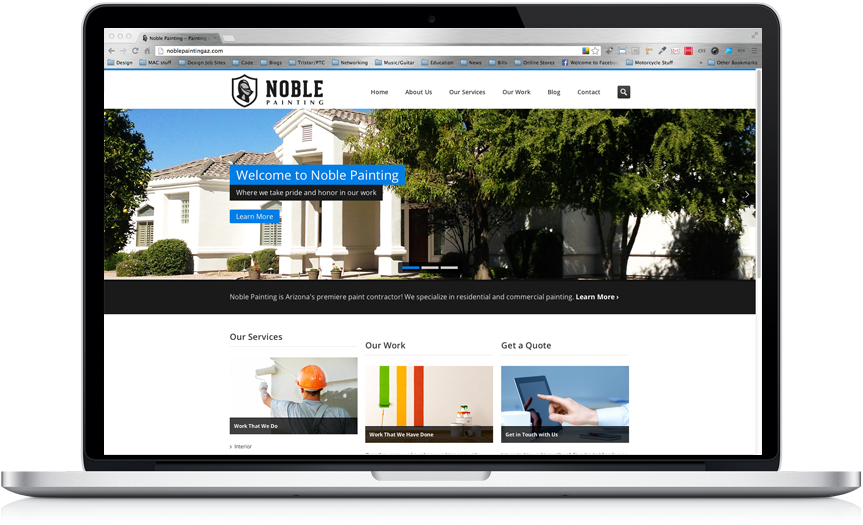 Noble Painting – Painting
noblepaintingaz.com
Design MAC stuff Design Job Sites Code Blogs Tristar/PTC Networking Music/Guitar Education News Bills Online Stores Welcome to Facebo Motorcycle Stuff » Other Bookmarks
NOBLE
PAINTING
Home About Us Our Services Our Work Blog Contact
Welcome to Noble Painting
Where we take pride and honor in our work
Learn More
Noble Painting is Arizona's premiere paint contractor! We specialize in residential and commercial painting. Learn More ›
Our Services
Our Work
Get a Quote
Work That We Do
Work That We Have Done
Get in Touch with Us
› Interior